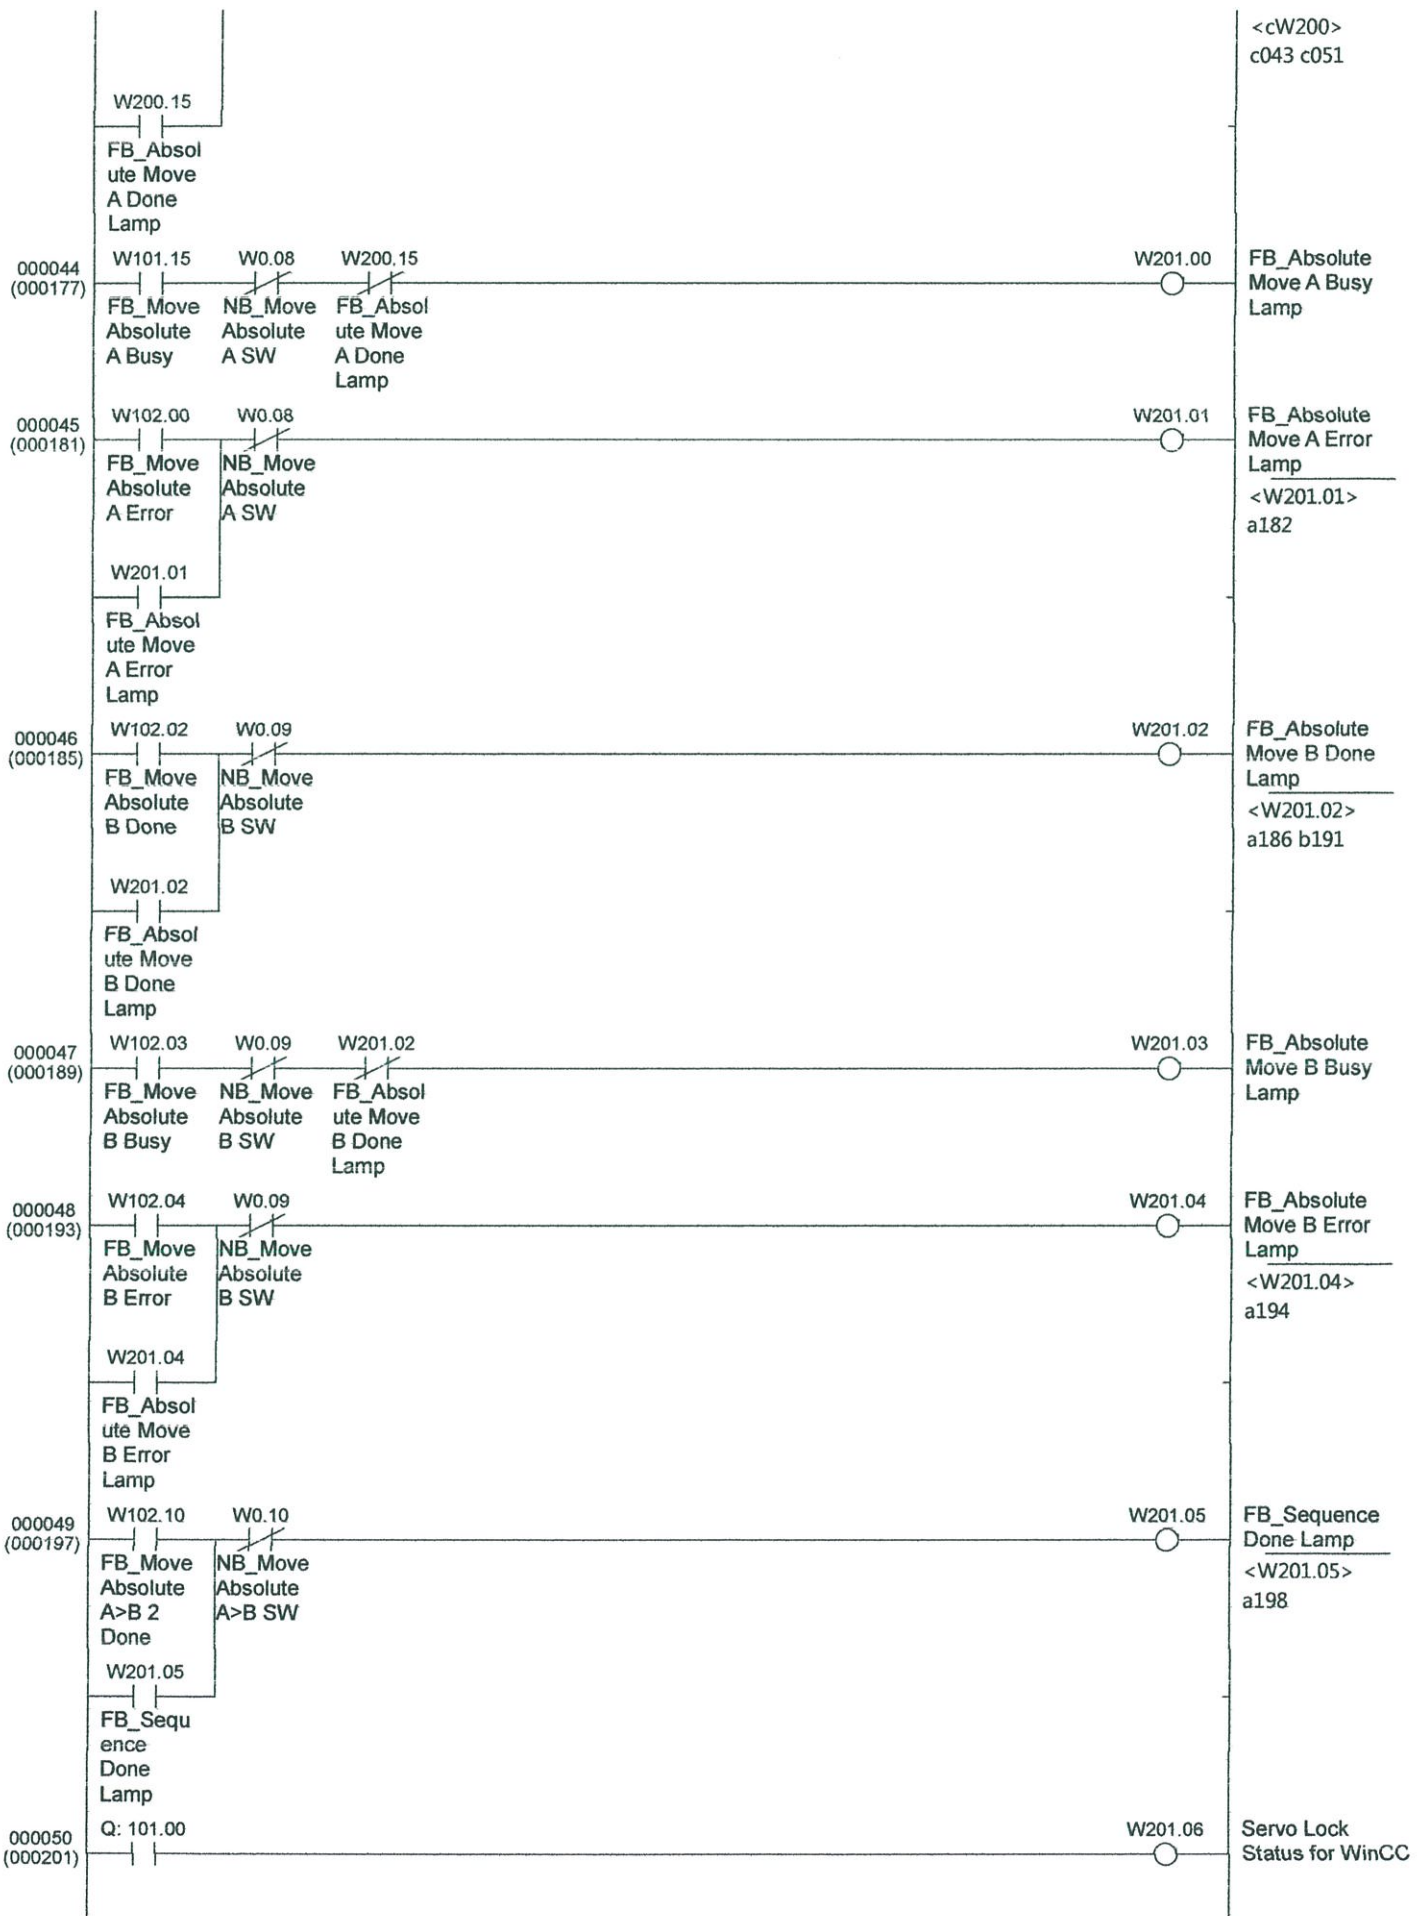 <cW200>
c043 c051
W200.15
FB_Absol
ute Move
A Done
Lamp
000044
(000177)
W101.15
FB_Move
Absolute
A Busy
W0.08
NB_Move
Absolute
A SW
W200.15
FB_Absol
ute Move
A Done
Lamp
W201.00
FB_Absolute
Move A Busy
Lamp
000045
(000181)
W102.00
FB_Move
Absolute
A Error
W0.08
NB_Move
Absolute
A SW
W201.01
FB_Absolute
Move A Error
Lamp
<W201.01>
a182
W201.01
FB_Absol
ute Move
A Error
Lamp
000046
(000185)
W102.02
FB_Move
Absolute
B Done
W0.09
NB_Move
Absolute
B SW
W201.02
FB_Absolute
Move B Done
Lamp
<W201.02>
a186 b191
W201.02
FB_Absol
ute Move
B Done
Lamp
000047
(000189)
W102.03
FB_Move
Absolute
B Busy
W0.09
NB_Move
Absolute
B SW
W201.02
FB_Absol
ute Move
B Done
Lamp
W201.03
FB_Absolute
Move B Busy
Lamp
000048
(000193)
W102.04
FB_Move
Absolute
B Error
W0.09
NB_Move
Absolute
B SW
W201.04
FB_Absolute
Move B Error
Lamp
<W201.04>
a194
W201.04
FB_Absol
ute Move
B Error
Lamp
000049
(000197)
W102.10
FB_Move
Absolute
A>B 2
Done
W0.10
NB_Move
Absolute
A>B SW
W201.05
FB_Sequence
Done Lamp
<W201.05>
a198
W201.05
FB_Sequ
ence
Done
Lamp
000050
(000201)
Q: 101.00
W201.06
Servo Lock
Status for WinCC